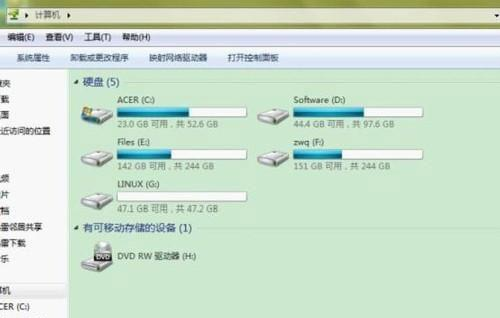 计算机
编辑(E) 查看(V) 工具(T) 帮助(H)
系统属性 卸载或更改程序 映射网络驱动器 打开控制面板
硬盘 (5)
ACER (C:)
23.0 GB 可用，共 52.6 GB
Software (D:)
44.4 GB 可用，共 97.6 GB
Files (E:)
142 GB 可用，共 244 GB
zwq (F:)
151 GB 可用，共 244 GB
LINUX (G:)
47.1 GB 可用，共 47.2 GB
有可移动存储的设备 (1)
DVD RW 驱动器 (H:)
DVD
近访问的位置
雷邻居共享
雷下载
乐
算机
CER (C:)